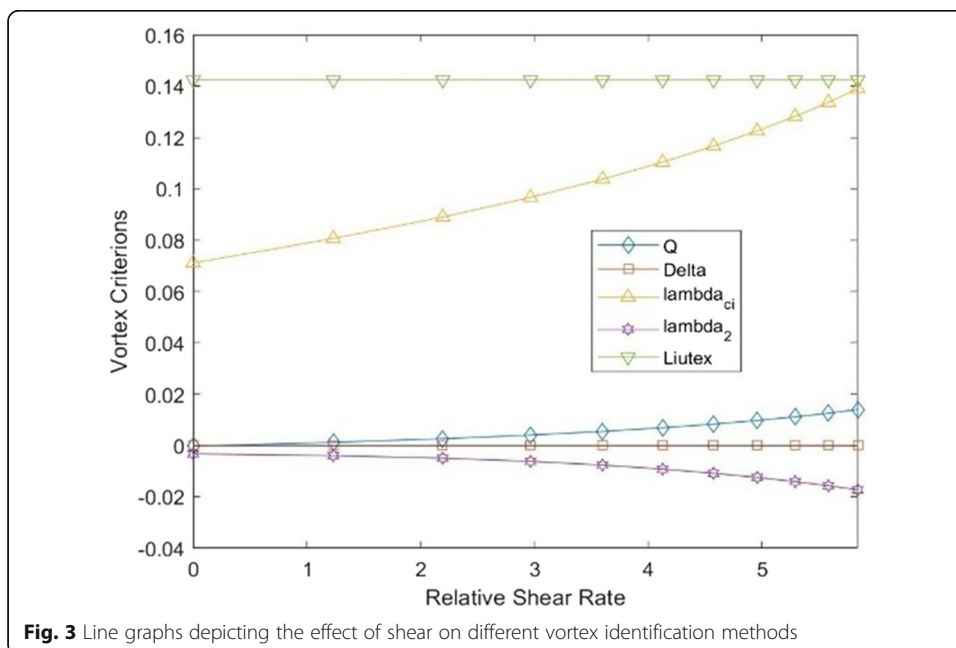 0.16
0.14
0.12
0.1
0.08
0.06
0.04
0.02
0
-0.02
-0.04
Vortex Criterions
Q
Delta
lambda_ci
lambda_2
Liutex
0 1 2 3 4 5
Relative Shear Rate
Fig. 3 Line graphs depicting the effect of shear on different vortex identification methods